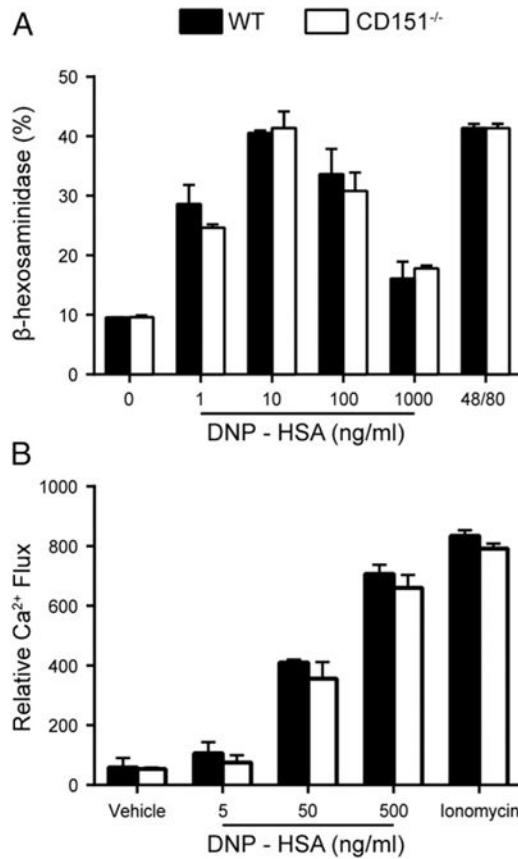 A
WT CD151-/-
β-hexosaminidase (%)
50
40
30
20
10
0
0 1 10 100 1000 48/80
DNP - HSA (ng/ml)
B
Relative Ca2+ Flux
1000
800
600
400
200
0
Vehicle 5 50 500 Ionomycin
DNP - HSA (ng/ml)